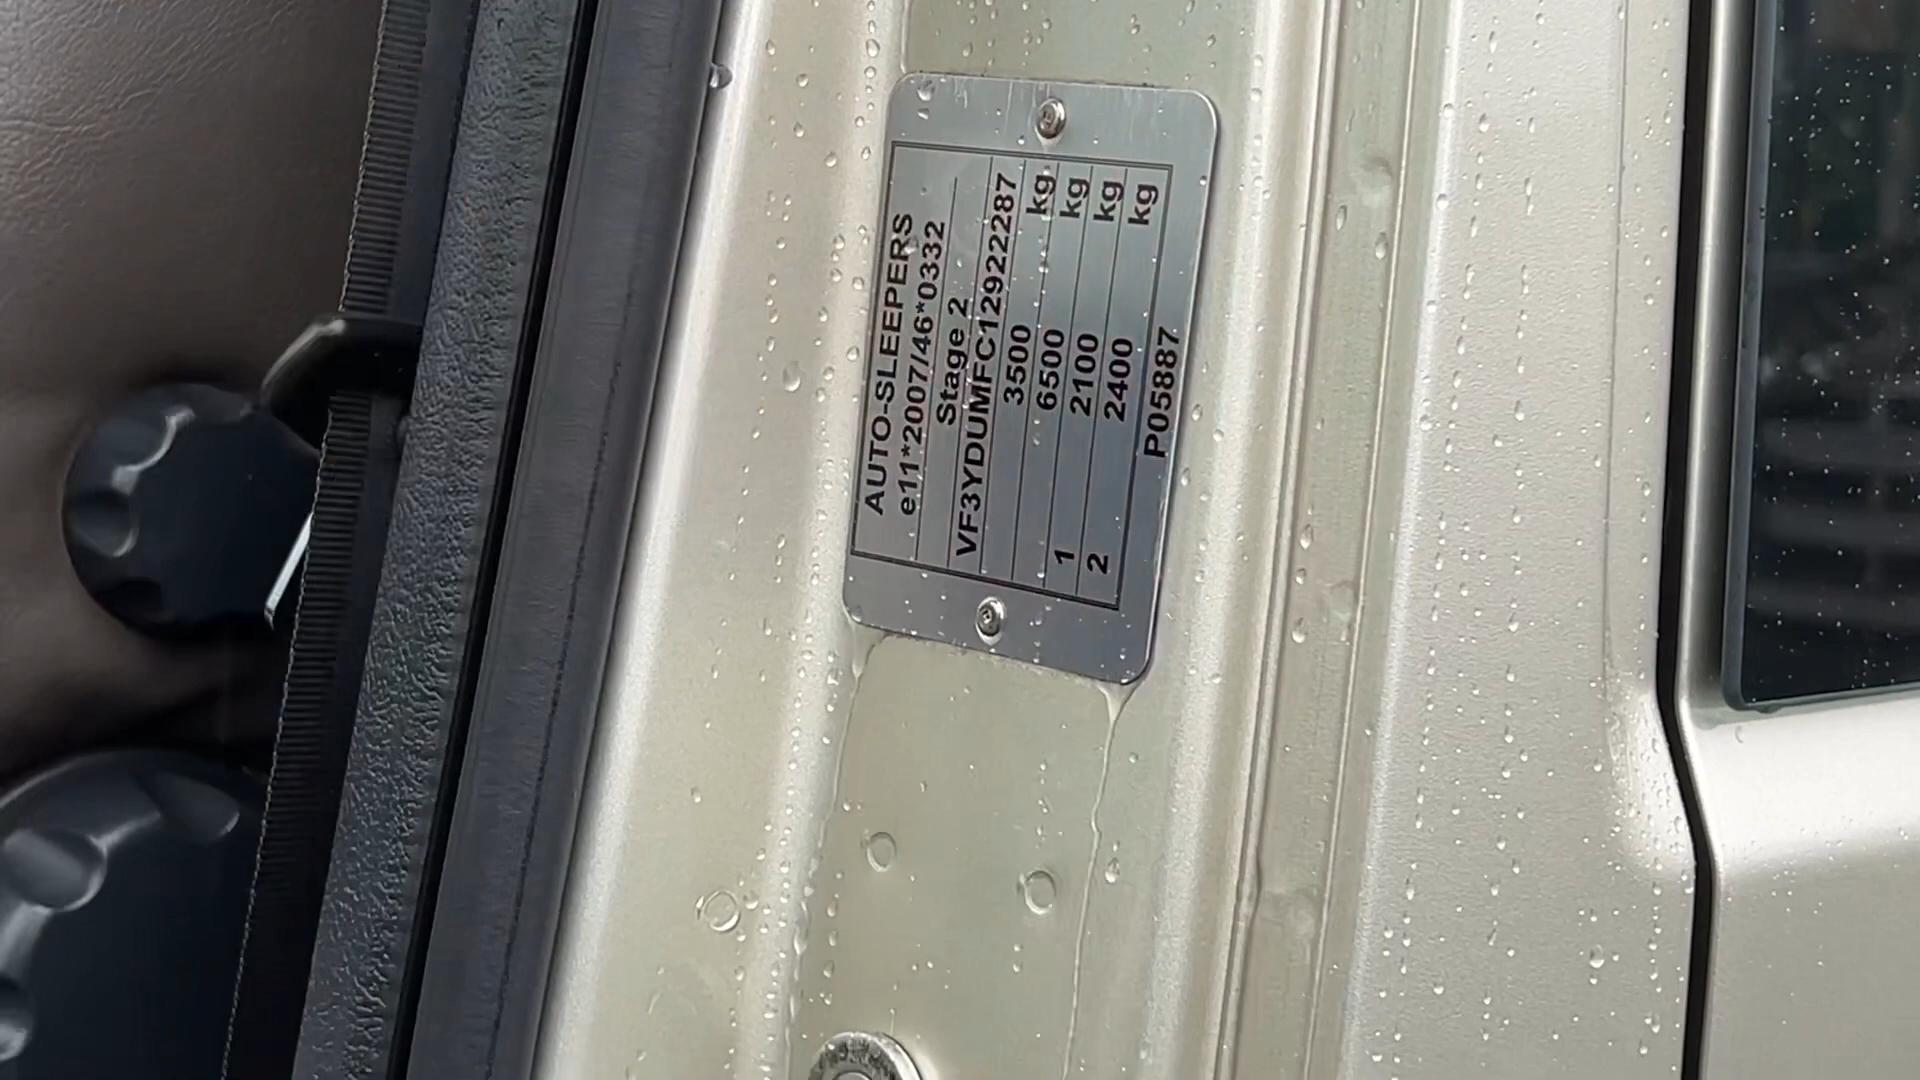 AUTO-SLEEPERS
e11*2007/46*0332
Stage 2
VF3YDUMFC12922287
3500 kg
6500 kg
1 2100 kg
2 2400 kg
P05887